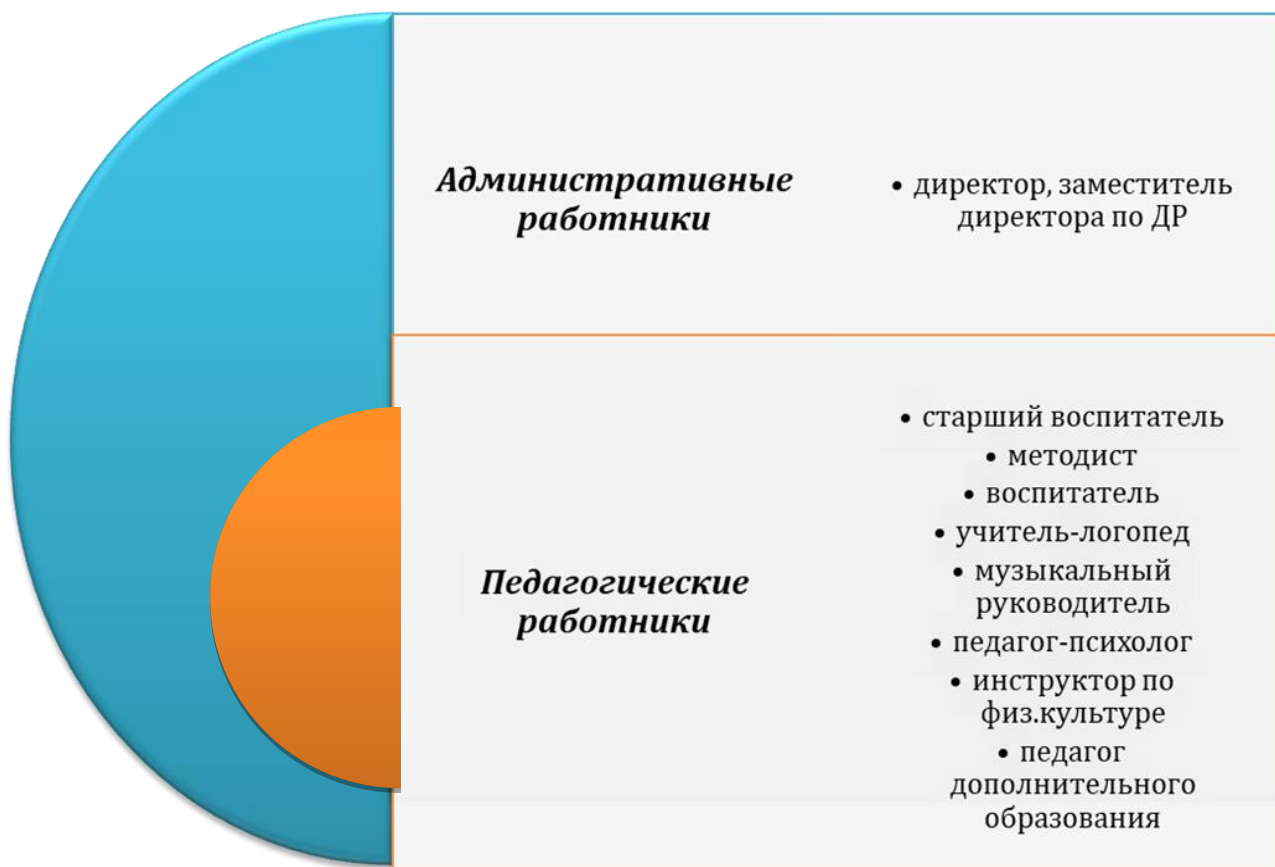 Административные
работники
• директор, заместитель
директора по ДР
Педагогические
работники
• старший воспитатель
• методист
• воспитатель
• учитель-логопед
• музыкальный
руководитель
• педагог-психолог
• инструктор по
физ.культуре
• педагог
дополнительного
образования